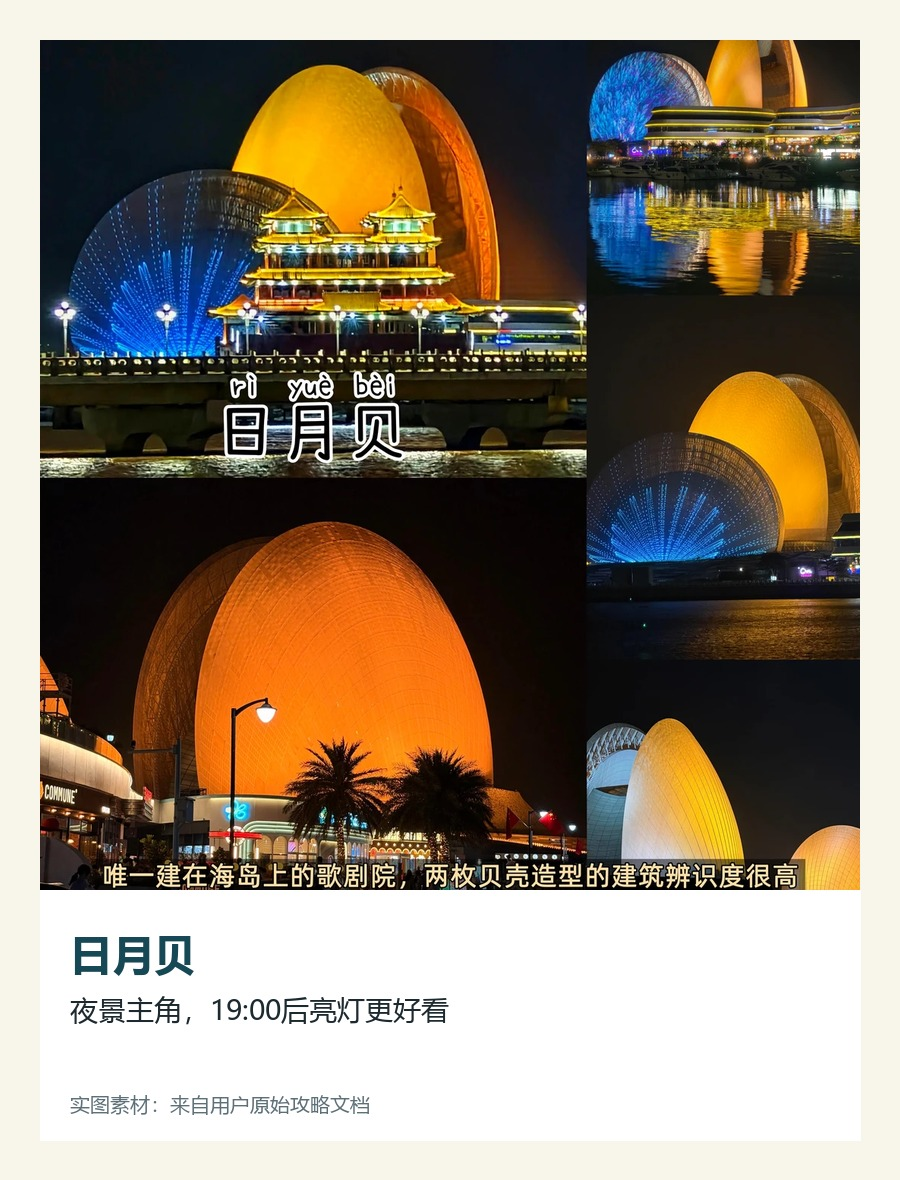 rì yuè bèi
日月贝
COMMUNE
唯一建在海岛上的歌剧院，两枚贝壳造型的建筑辨识度很高
日月贝
夜景主角，19:00后亮灯更好看
实图素材：来自用户原始攻略文档